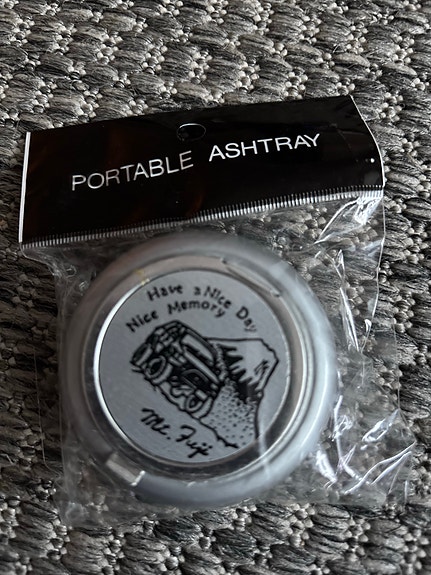 PORTABLE ASHTRAY
Have a Nice Day
Nice Memory
Mt. Fuji